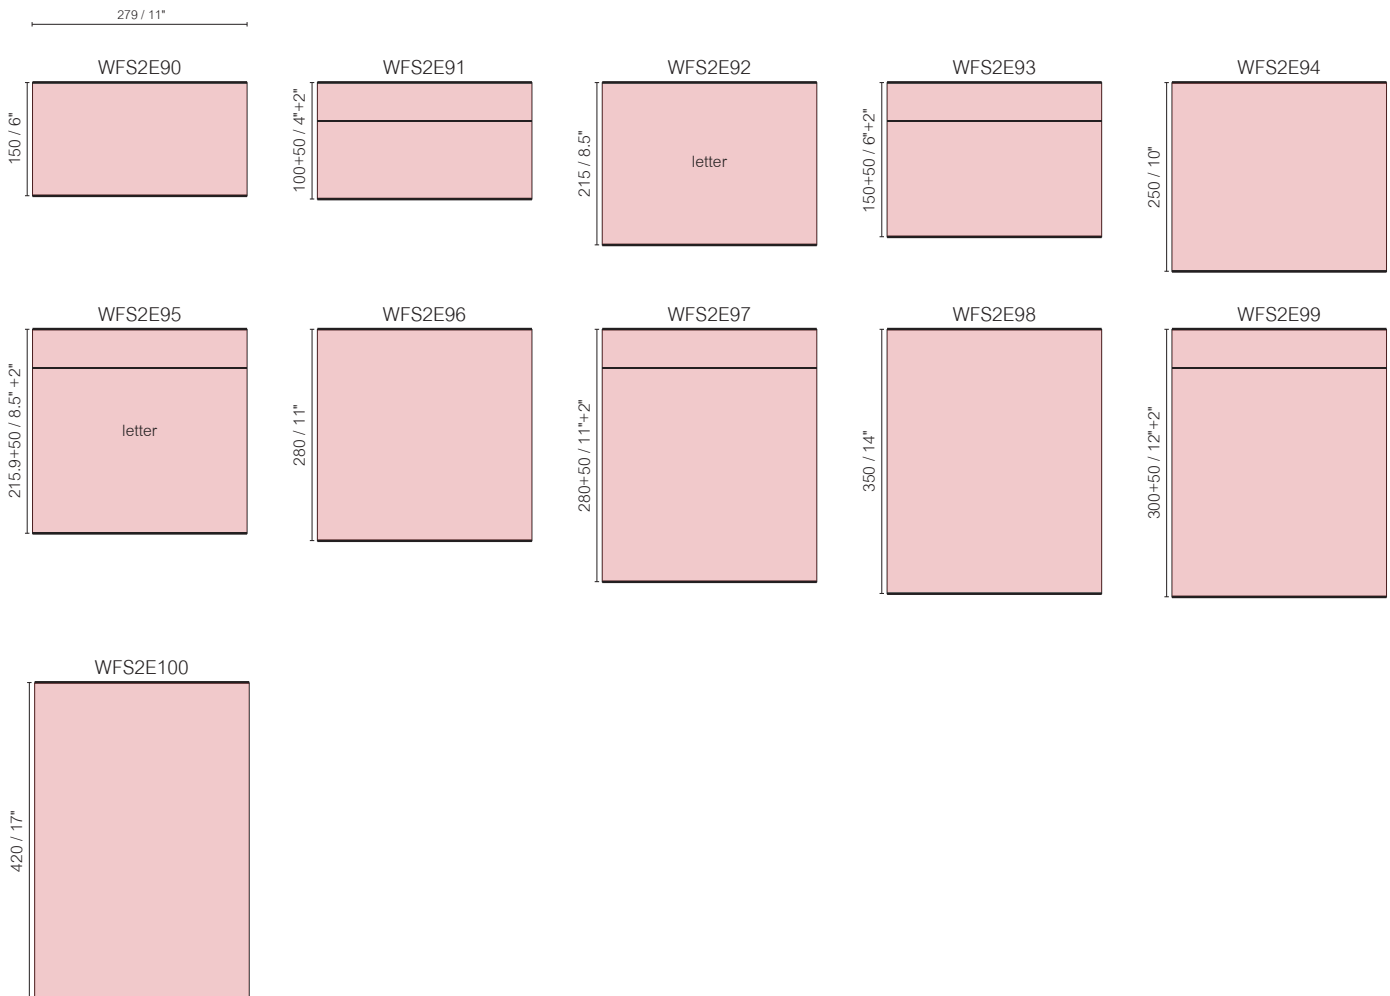 279 / 11"
WFS2E90
150 / 6"
WFS2E91
100+50 / 4"+2"
WFS2E92
215 / 8.5"
letter
WFS2E93
150+50 / 6"+2"
WFS2E94
250 / 10"
WFS2E95
215.9+50 / 8.5" +2"
letter
WFS2E96
280 / 11"
WFS2E97
280+50 / 11"+2"
WFS2E98
350 / 14"
WFS2E99
300+50 / 12"+2"
WFS2E100
420 / 17"